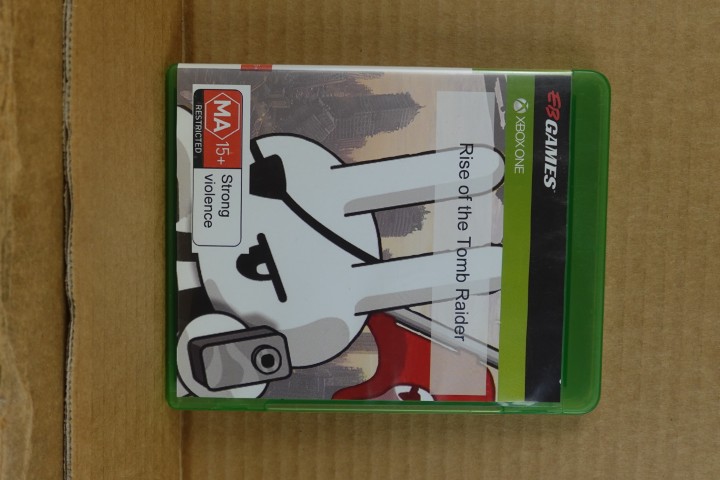 EB GAMES
XBOX ONE
Rise of the Tomb Raider
MA 15+
RESTRICTED
Strong
violence